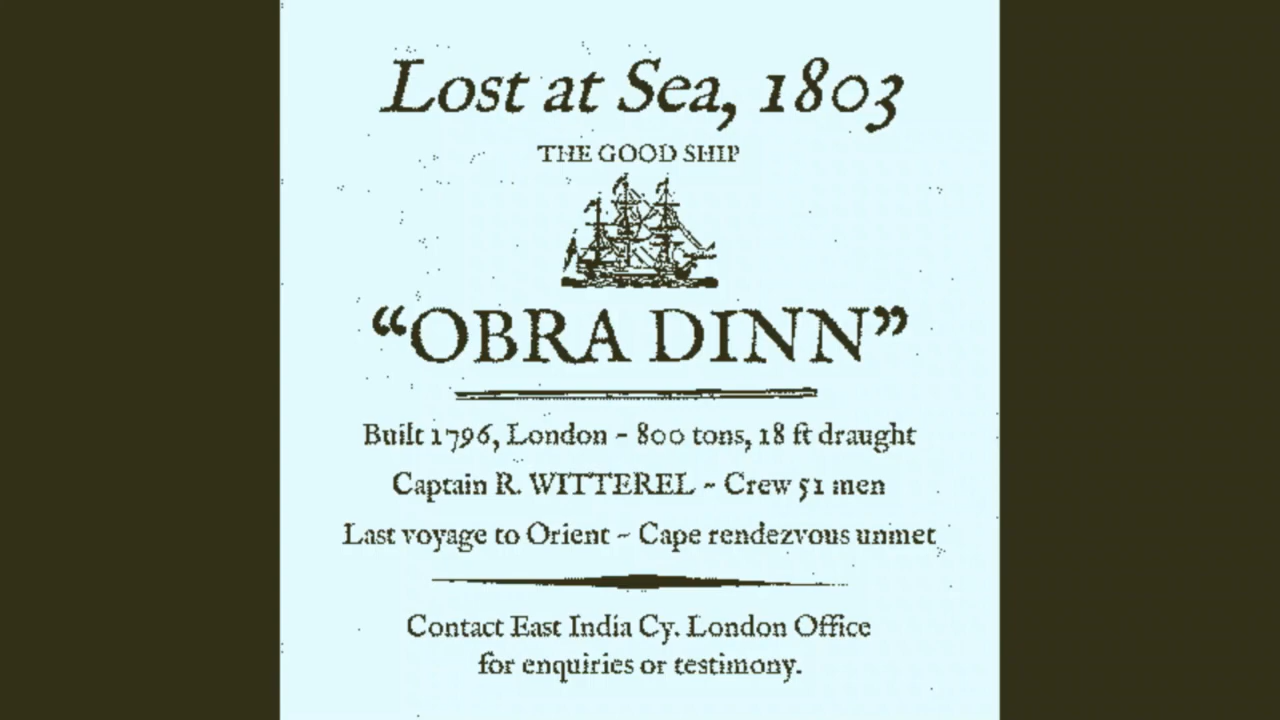 Lost at Sea, 1803
THE GOOD SHIP
“OBRA DINN”
Built 1796, London ~ 800 tons, 18 ft draught
Captain R. WITTEREL ~ Crew 51 men
Last voyage to Orient ~ Cape rendezvous unmet
Contact East India Cy. London Office
for enquiries or testimony.